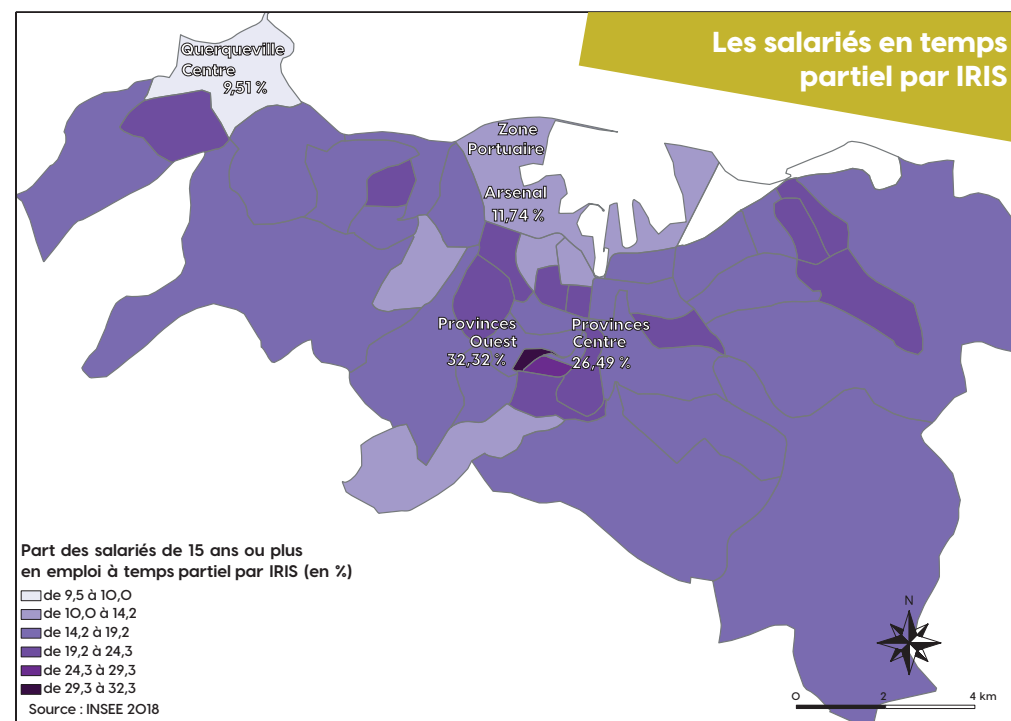 Les salariés en temps
partiel par IRIS
Querqueville
Centre
9,51 %
Zone
Portuaire
Arsenal
11,74 %
Provinces
Ouest
32,32 %
Provinces
Centre
26,49 %
Part des salariés de 15 ans ou plus
en emploi à temps partiel par IRIS (en %)
de 9,5 à 10,0
de 10,0 à 14,2
de 14,2 à 19,2
de 19,2 à 24,3
de 24,3 à 29,3
de 29,3 à 32,3
Source : INSEE 2018
N
0 2 4 km